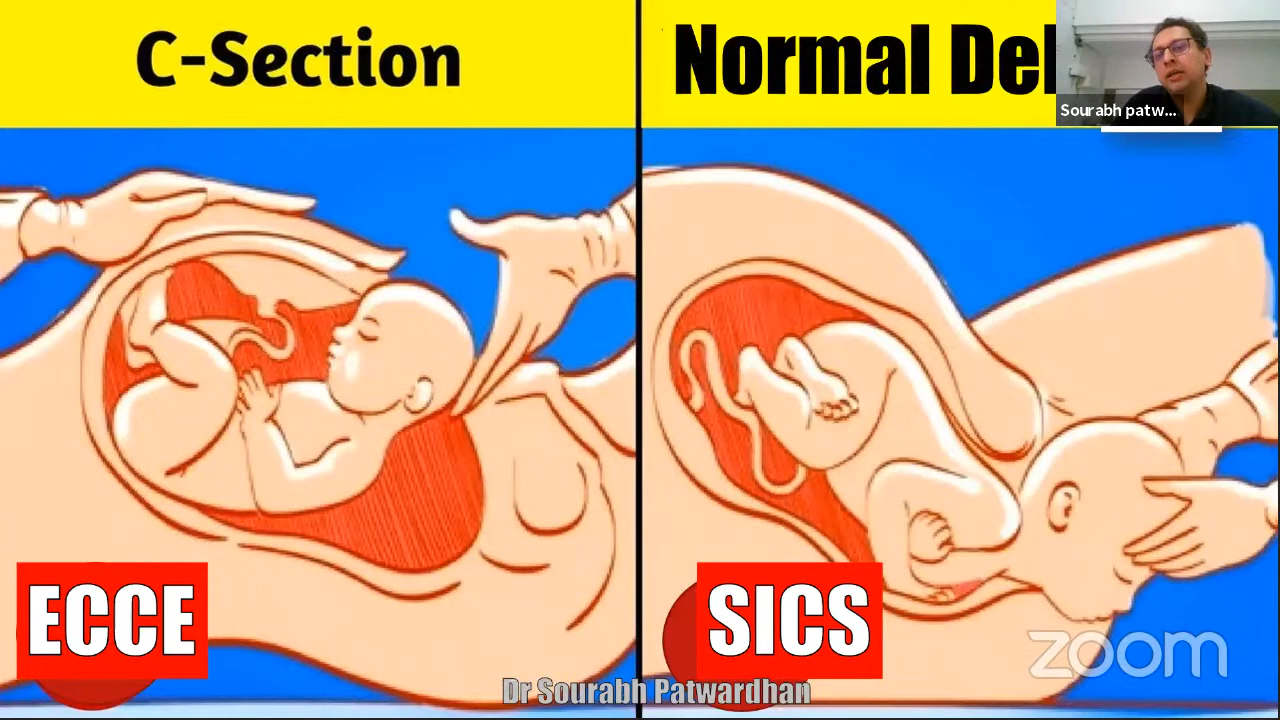 C-Section
Normal Del
Sourabh patw...
ECCE
SICS
zoom
Dr Sourabh Patwardhan